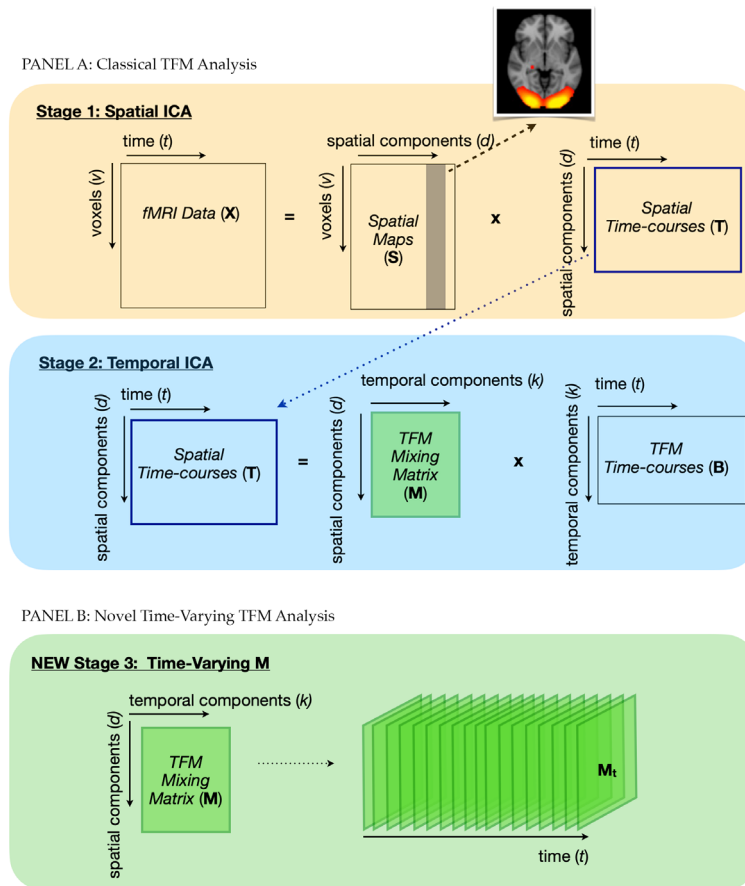 PANEL A: Classical TFM Analysis
Stage 1: Spatial ICA
time (t)
voxels (v)
fMRI Data (X)
=
spatial components (d)
voxels (v)
Spatial
Maps
(S)
x
time (t)
spatial components (d)
Spatial
Time-courses (T)
Stage 2: Temporal ICA
time (t)
spatial components (d)
Spatial
Time-courses (T)
=
temporal components (k)
spatial components (d)
TFM
Mixing
Matrix
(M)
x
time (t)
temporal components (k)
TFM
Time-courses (B)
PANEL B: Novel Time-Varying TFM Analysis
NEW Stage 3: Time-Varying M
temporal components (k)
spatial components (d)
TFM
Mixing
Matrix (M)
Mt
time (t)